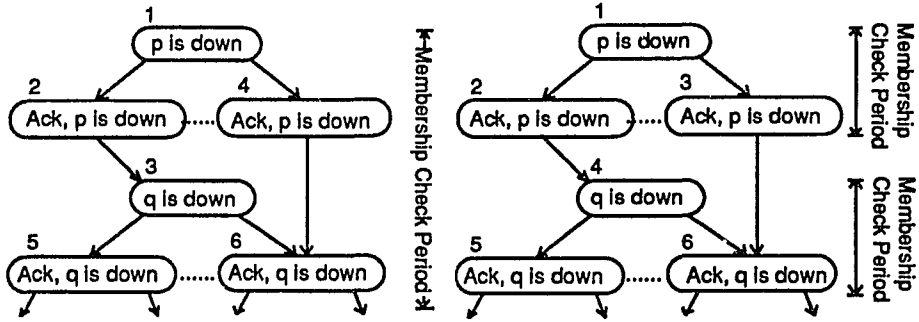 1
p is down
2
4
Ack, p is down ...... Ack, p is down
3
q is down
5
6
Ack, q is down ...... Ack, q is down
Membership Check Period
1
p is down
2
3
Ack, p is down ...... Ack, p is down
4
q is down
5
6
Ack, q is down ...... Ack, q is down
Membership
Check Period
Membership
Check Period